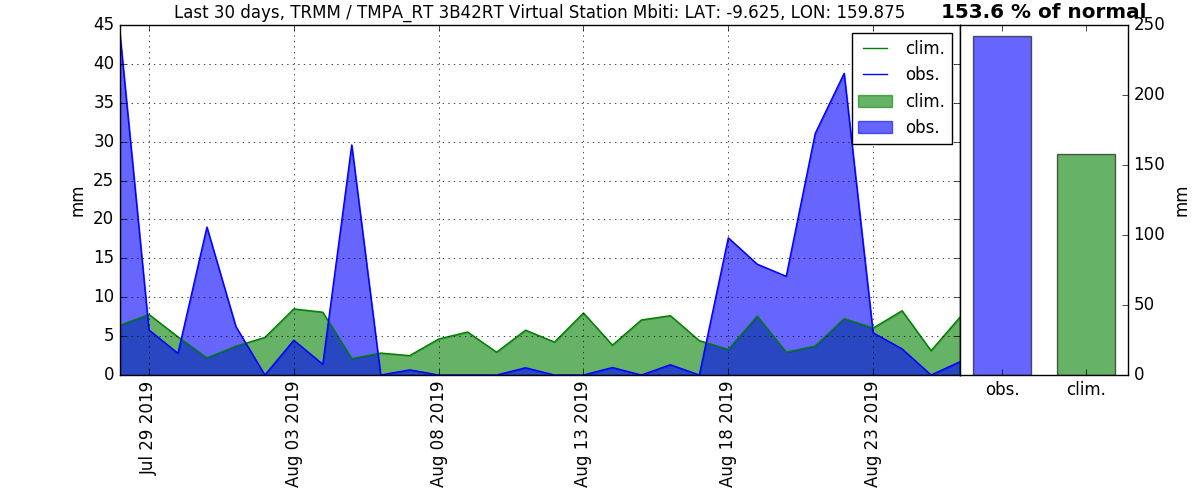 Last 30 days, TRMM / TMPA_RT 3B42RT Virtual Station Mbiti: LAT: -9.625, LON: 159.875
153.6 % of normal
45
40
35
30
25
20
15
10
5
0
mm
clim.
obs.
clim.
obs.
Jul 29 2019
Aug 03 2019
Aug 08 2019
Aug 13 2019
Aug 18 2019
Aug 23 2019
250
200
150
100
50
0
mm
obs.
clim.